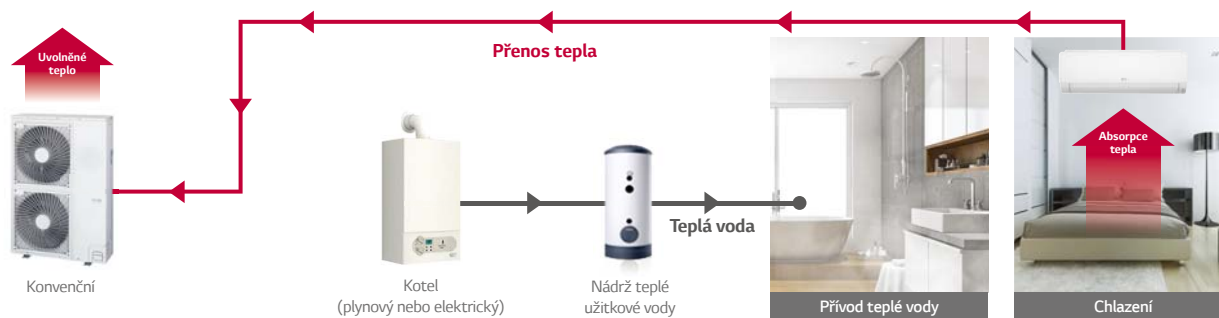 Uvolněné
teplo
Přenos tepla
Absorpce
tepla
Teplá voda
Konvenční
Kotel
(plynový nebo elektrický)
Nádrž teplé
užitkové vody
Přívod teplé vody
Chlazení